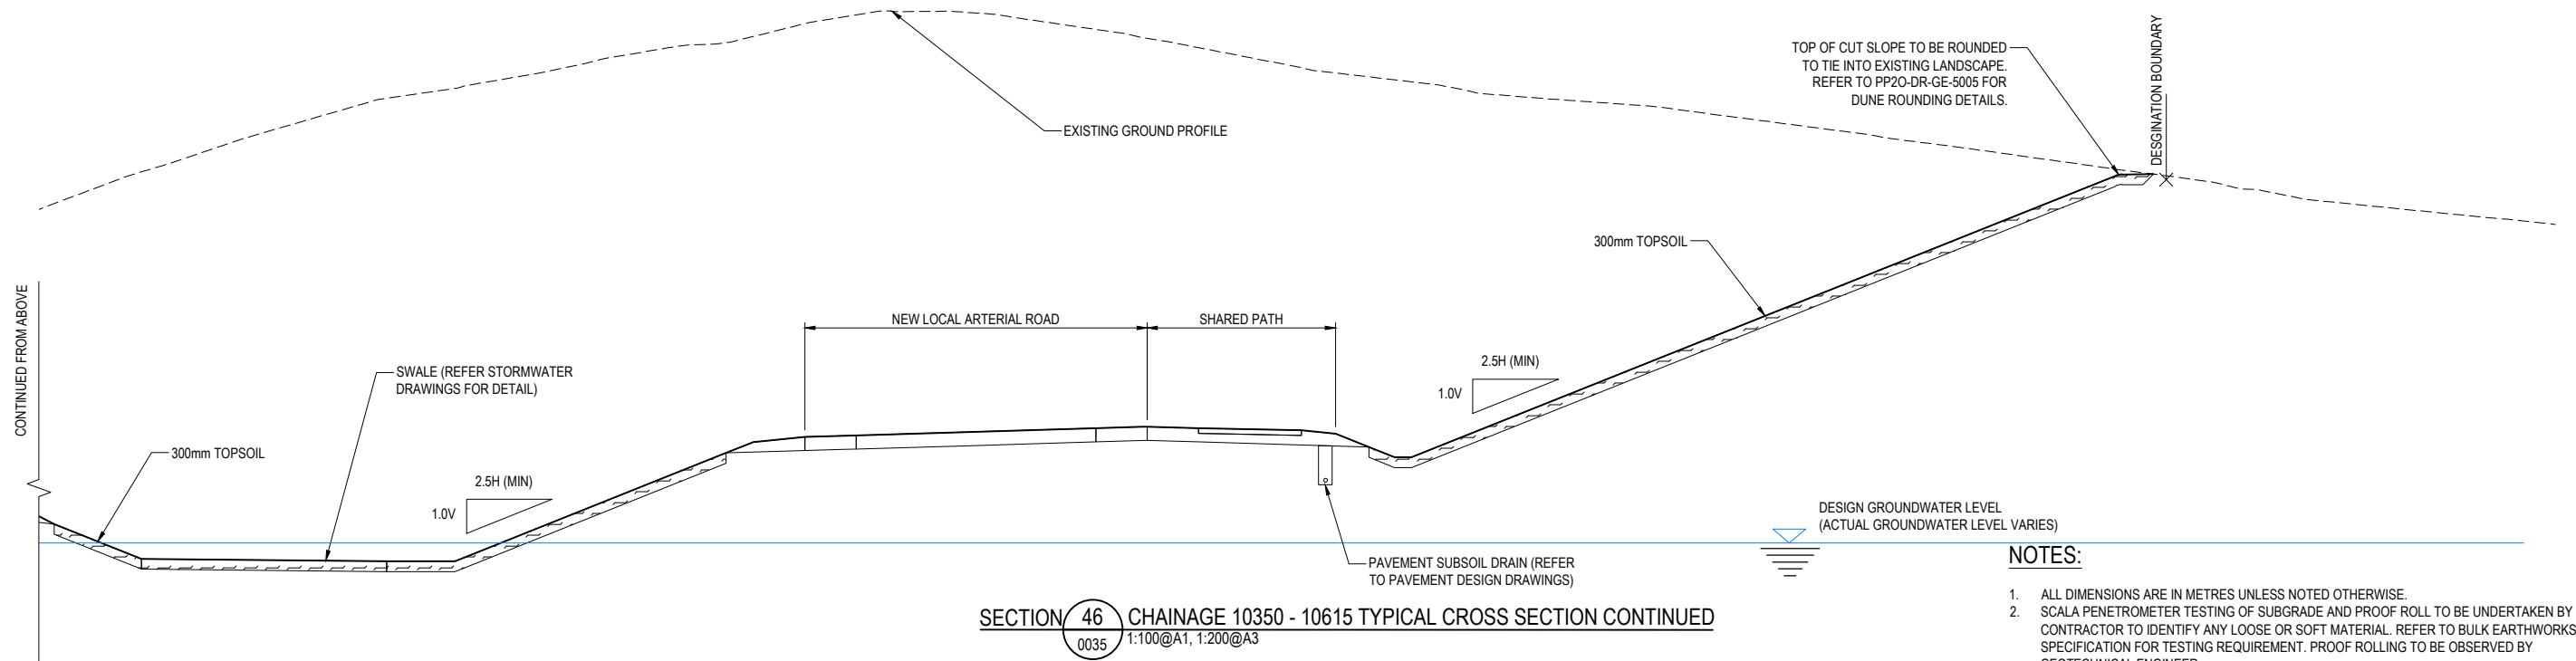 TOP OF CUT SLOPE TO BE ROUNDED
TO TIE INTO EXISTING LANDSCAPE.
REFER TO PP2O-DR-GE-5005 FOR
DUNE ROUNDING DETAILS.
DESGINATION BOUNDARY
EXISTING GROUND PROFILE
300mm TOPSOIL
CONTINUED FROM ABOVE
NEW LOCAL ARTERIAL ROAD
SHARED PATH
SWALE (REFER STORMWATER
DRAWINGS FOR DETAIL)
2.5H (MIN)
1.0V
300mm TOPSOIL
2.5H (MIN)
1.0V
DESIGN GROUNDWATER LEVEL
(ACTUAL GROUNDWATER LEVEL VARIES)
PAVEMENT SUBSOIL DRAIN (REFER
TO PAVEMENT DESIGN DRAWINGS)
SECTION 46 CHAINAGE 10350 - 10615 TYPICAL CROSS SECTION CONTINUED
0035 1:100@A1, 1:200@A3
NOTES:
1. ALL DIMENSIONS ARE IN METRES UNLESS NOTED OTHERWISE.
2. SCALA PENETROMETER TESTING OF SUBGRADE AND PROOF ROLL TO BE UNDERTAKEN BY
CONTRACTOR TO IDENTIFY ANY LOOSE OR SOFT MATERIAL. REFER TO BULK EARTHWORKS
SPECIFICATION FOR TESTING REQUIREMENT. PROOF ROLLING TO BE OBSERVED BY
GEOTECHNICAL ENGINEER